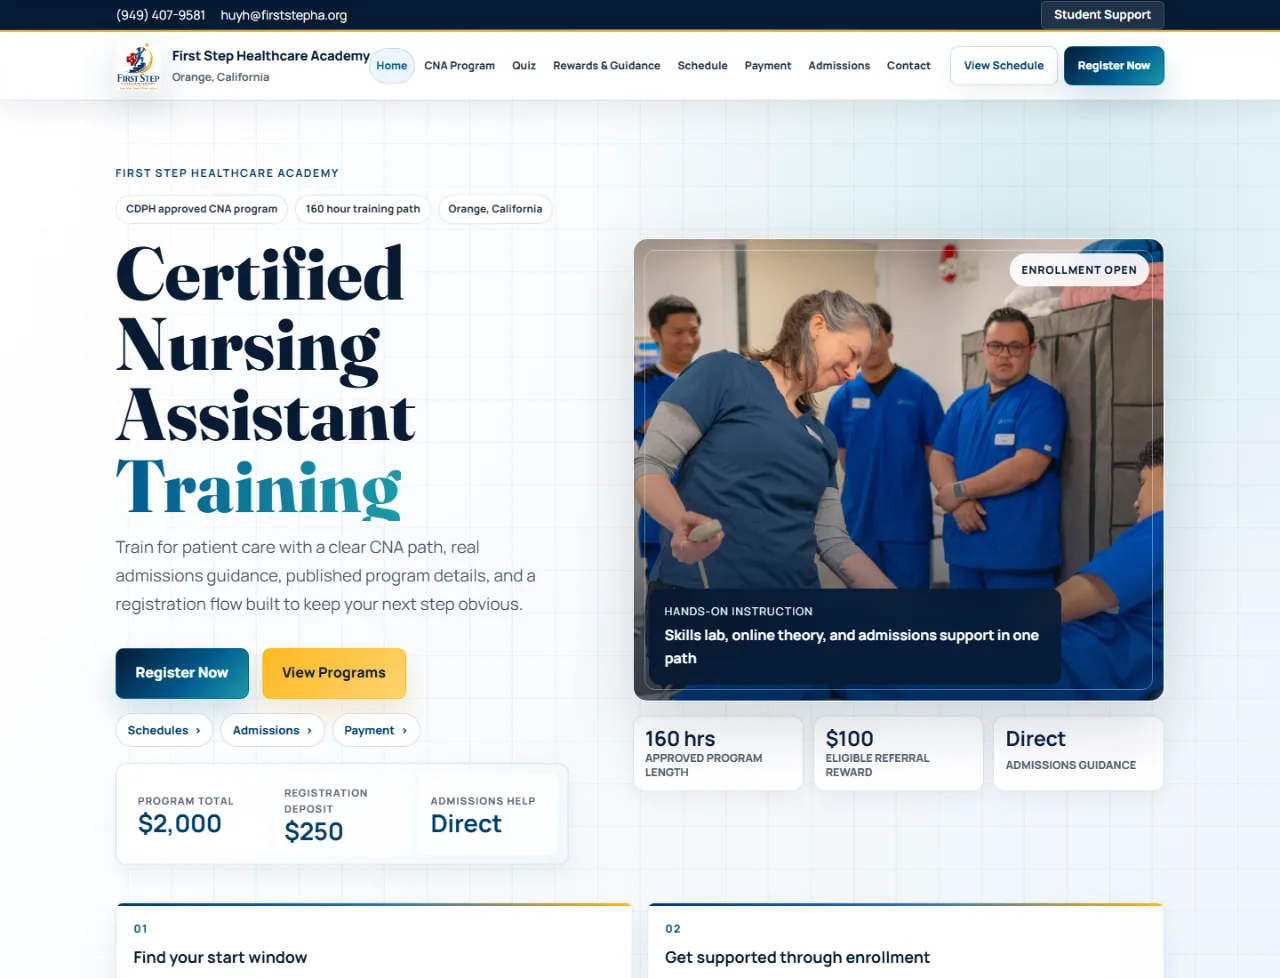 (949) 407-9581 huyh@firststepha.org Student Support
FIRST STEP
First Step Healthcare Academy
Orange, California
Home CNA Program Quiz Rewards & Guidance Schedule Payment Admissions Contact View Schedule Register Now
FIRST STEP HEALTHCARE ACADEMY
CDPH approved CNA program 160 hour training path Orange, California
Certified
Nursing
Assistant
Training
Train for patient care with a clear CNA path, real
admissions guidance, published program details, and a
registration flow built to keep your next step obvious.
Register Now View Programs
Schedules › Admissions › Payment ›
PROGRAM TOTAL
$2,000
REGISTRATION
DEPOSIT
$250
ADMISSIONS HELP
Direct
ENROLLMENT OPEN
HANDS-ON INSTRUCTION
Skills lab, online theory, and admissions support in one
path
160 hrs
APPROVED PROGRAM
LENGTH
$100
ELIGIBLE REFERRAL
REWARD
Direct
ADMISSIONS GUIDANCE
01
Find your start window
02
Get supported through enrollment